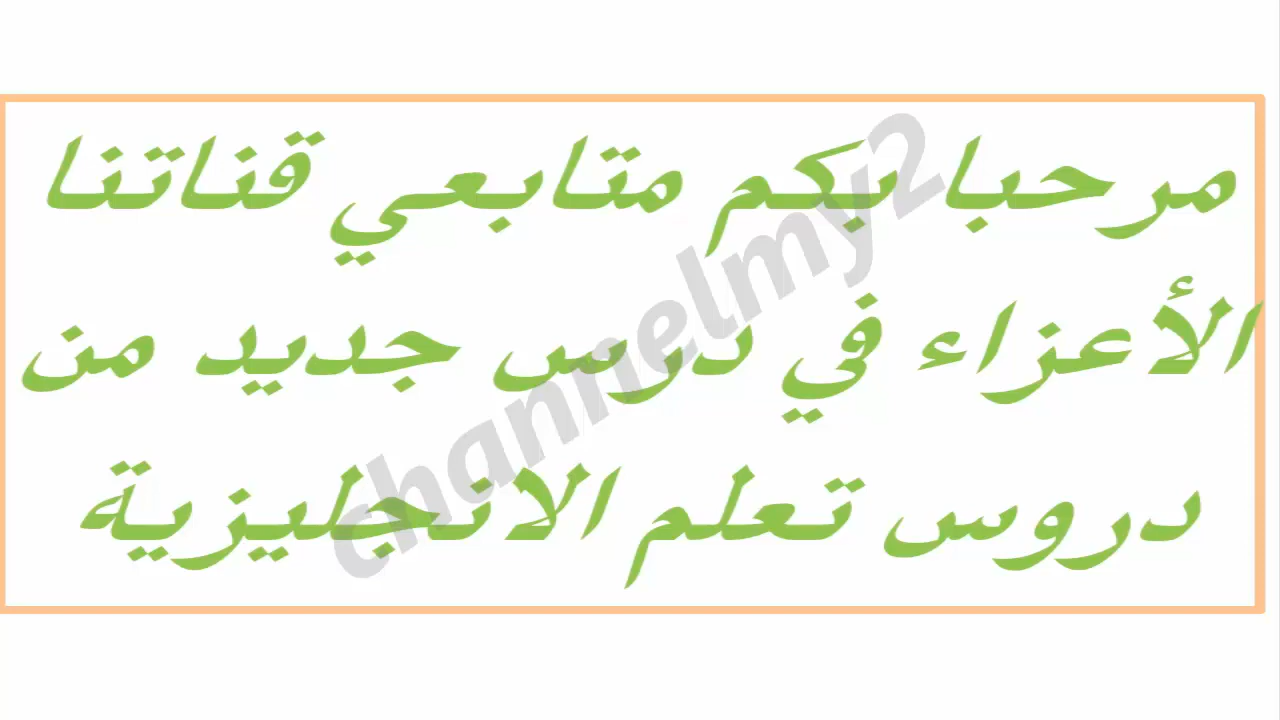 مرحبا بكم متابعي قناتنا
الأعزاء في درس جديد من
دروس تعلم الانجليزية
channelmy2